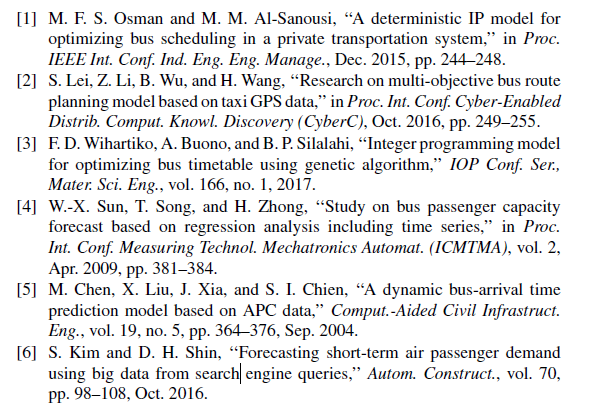 [1] M. F. S. Osman and M. M. Al-Sanousi, “A deterministic IP model for
optimizing bus scheduling in a private transportation system,” in Proc.
IEEE Int. Conf. Ind. Eng. Eng. Manage., Dec. 2015, pp. 244–248.
[2] S. Lei, Z. Li, B. Wu, and H. Wang, “Research on multi-objective bus route
planning model based on taxi GPS data,” in Proc. Int. Conf. Cyber-Enabled
Distrib. Comput. Knowl. Discovery (CyberC), Oct. 2016, pp. 249–255.
[3] F. D. Wihartiko, A. Buono, and B. P. Silalahi, “Integer programming model
for optimizing bus timetable using genetic algorithm,” IOP Conf. Ser.,
Mater. Sci. Eng., vol. 166, no. 1, 2017.
[4] W.-X. Sun, T. Song, and H. Zhong, “Study on bus passenger capacity
forecast based on regression analysis including time series,” in Proc.
Int. Conf. Measuring Technol. Mechatronics Automat. (ICMTMA), vol. 2,
Apr. 2009, pp. 381–384.
[5] M. Chen, X. Liu, J. Xia, and S. I. Chien, “A dynamic bus-arrival time
prediction model based on APC data,” Comput.-Aided Civil Infrastruct.
Eng., vol. 19, no. 5, pp. 364–376, Sep. 2004.
[6] S. Kim and D. H. Shin, “Forecasting short-term air passenger demand
using big data from search engine queries,” Autom. Construct., vol. 70,
pp. 98–108, Oct. 2016.